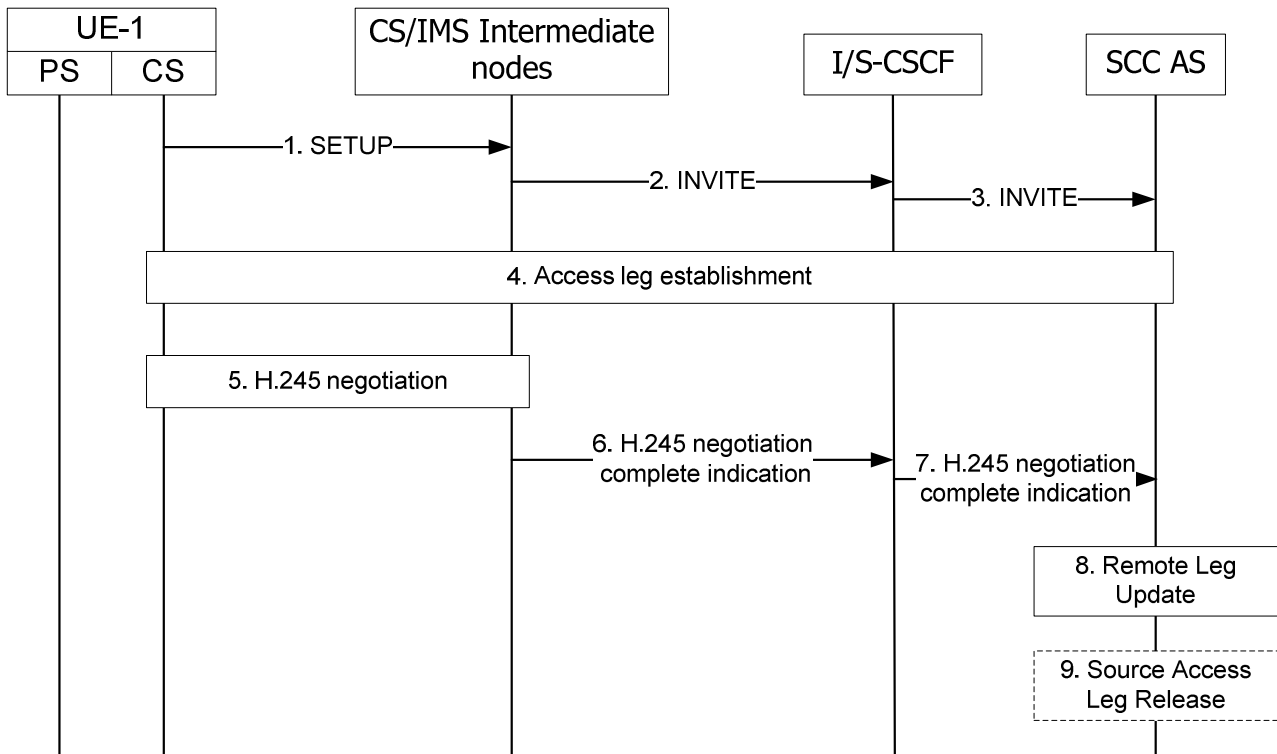 UE-1
PS
CS
CS/IMS Intermediate
nodes
I/S-CSCF
SCC AS
1. SETUP
2. INVITE
3. INVITE
4. Access leg establishment
5. H.245 negotiation
6. H.245 negotiation
complete indication
7. H.245 negotiation
complete indication
8. Remote Leg
Update
9. Source Access
Leg Release